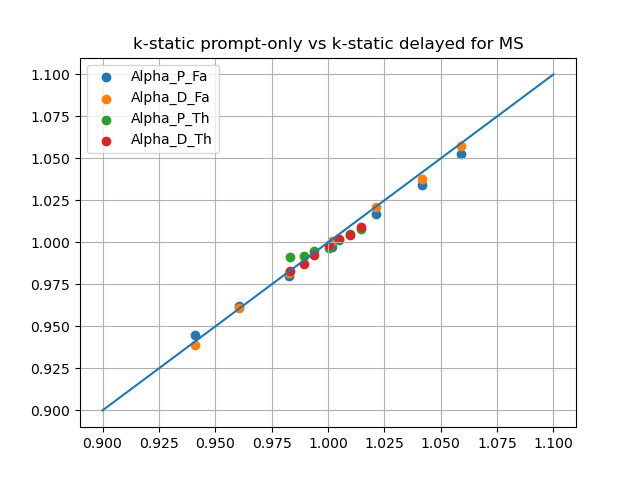 k-static prompt-only vs k-static delayed for MS
Alpha_P_Fa
Alpha_D_Fa
Alpha_P_Th
Alpha_D_Th
1.100
1.075
1.050
1.025
1.000
0.975
0.950
0.925
0.900
0.900 0.925 0.950 0.975 1.000 1.025 1.050 1.075 1.100